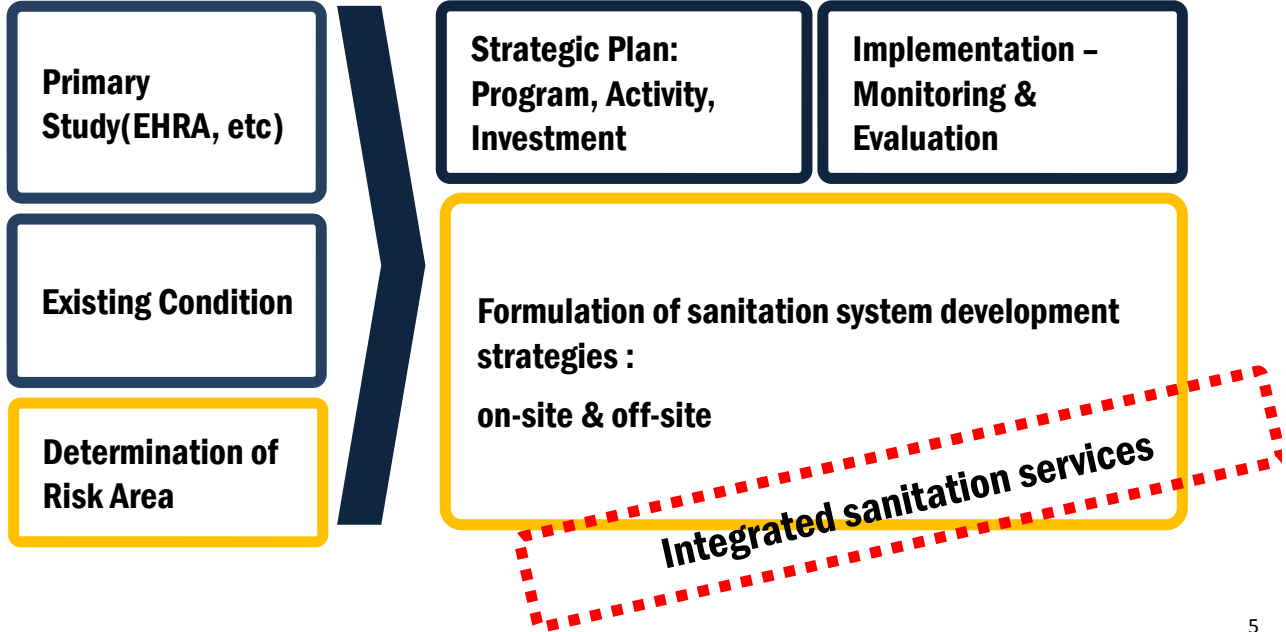 Primary
Study(EHRA, etc)
Existing Condition
Determination of
Risk Area
Strategic Plan:
Program, Activity,
Investment
Implementation –
Monitoring &
Evaluation
Formulation of sanitation system development
strategies :
on-site & off-site
Integrated sanitation services
5